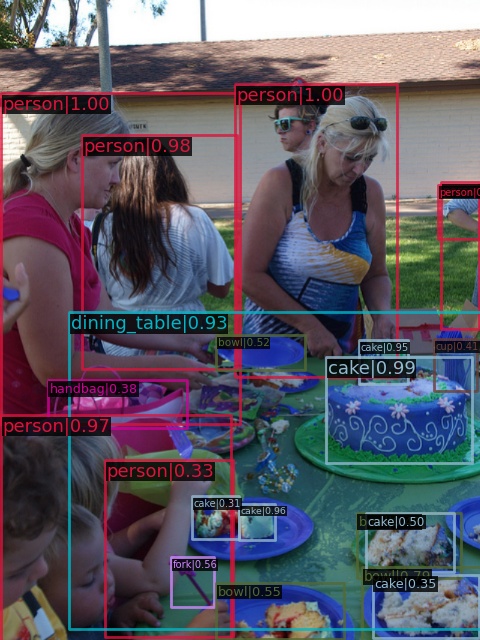 person|1.00
person|1.00
person|0.98
person|0
dining_table|0.93
bowl|0.52
cake|0.95
cup|0.41
cake|0.99
handbag|0.38
person|0.97
person|0.33
cake|0.31
cake|0.96
cake|0.50
fork|0.56
bowl|0.55
cake|0.35